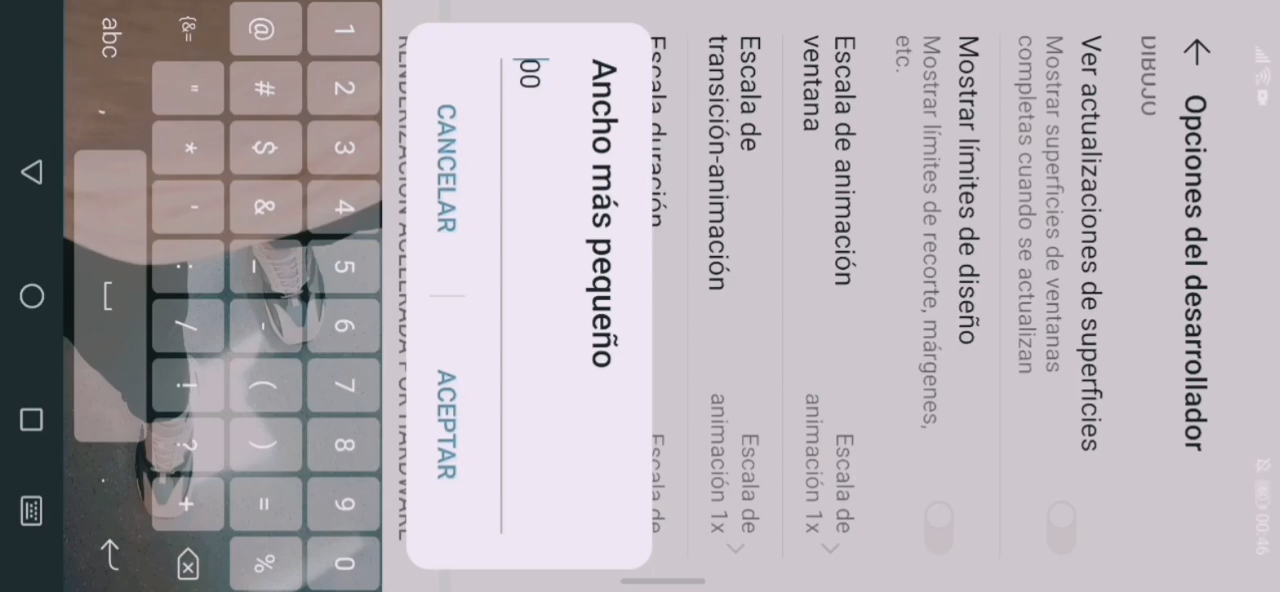 00:46
← Opciones del desarrollador
DIBUJO
Ver actualizaciones de superficies
Mostrar superficies de ventanas
completas cuando se actualizan
Mostrar límites de diseño
Mostrar límites de recorte, márgenes,
etc.
Escala de animación
ventana
Escala de
animación 1x
Escala de
transición-animación
Escala de
animación 1x
Escala duración
Escala de
Ancho más pequeño
00
CANCELAR
ACEPTAR
RENDERIZACIÓN ACELERADA POR HARDWARE
1 2 3 4 5 6 7 8 9 0
@ # $ & _ - ( ) = %
{&= " * ' : / ! ? +
abc , .